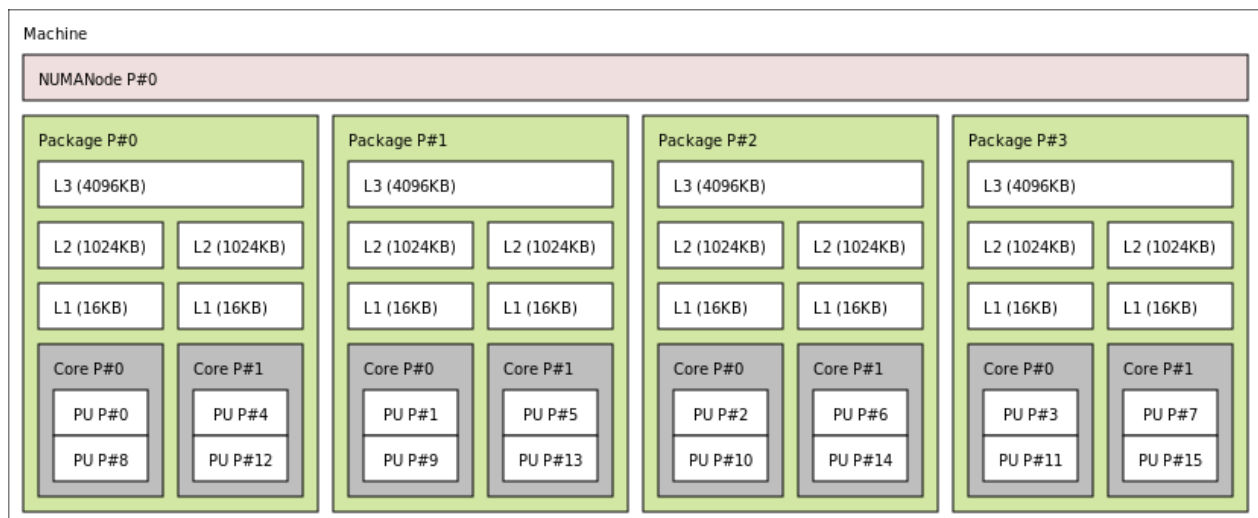 Machine
NUMANode P#0
Package P#0
L3 (4096KB)
L2 (1024KB) L2 (1024KB)
L1 (16KB) L1 (16KB)
Core P#0 Core P#1
PU P#0 PU P#4
PU P#8 PU P#12
Package P#1
L3 (4096KB)
L2 (1024KB) L2 (1024KB)
L1 (16KB) L1 (16KB)
Core P#0 Core P#1
PU P#1 PU P#5
PU P#9 PU P#13
Package P#2
L3 (4096KB)
L2 (1024KB) L2 (1024KB)
L1 (16KB) L1 (16KB)
Core P#0 Core P#1
PU P#2 PU P#6
PU P#10 PU P#14
Package P#3
L3 (4096KB)
L2 (1024KB) L2 (1024KB)
L1 (16KB) L1 (16KB)
Core P#0 Core P#1
PU P#3 PU P#7
PU P#11 PU P#15